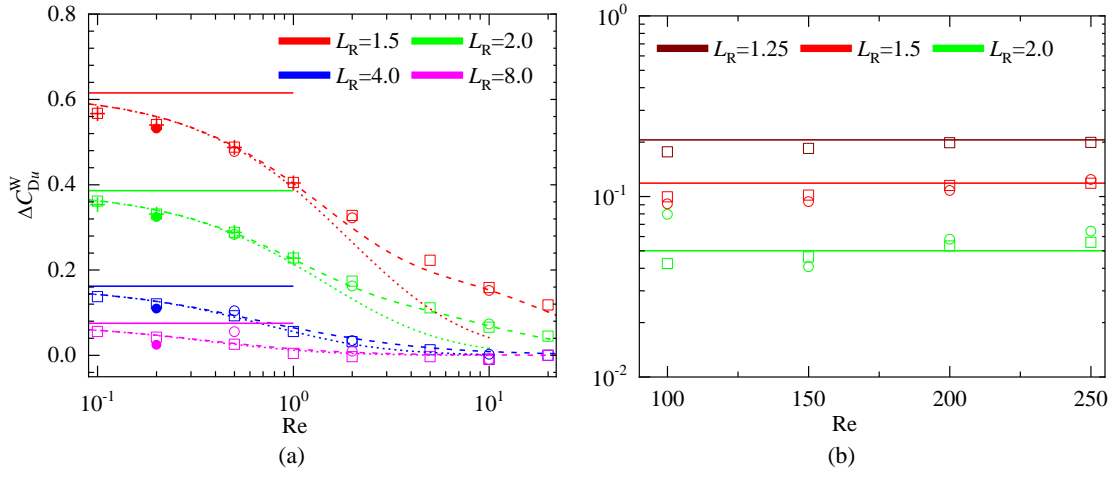 0.8
0.6
0.4
0.2
0.0
ΔC_{Du}^{W}
L_R=1.5
L_R=2.0
L_R=4.0
L_R=8.0
10^{-1}
10^0
10^1
Re
(a)
10^0
10^{-1}
10^{-2}
L_R=1.25
L_R=1.5
L_R=2.0
100
150
200
250
Re
(b)